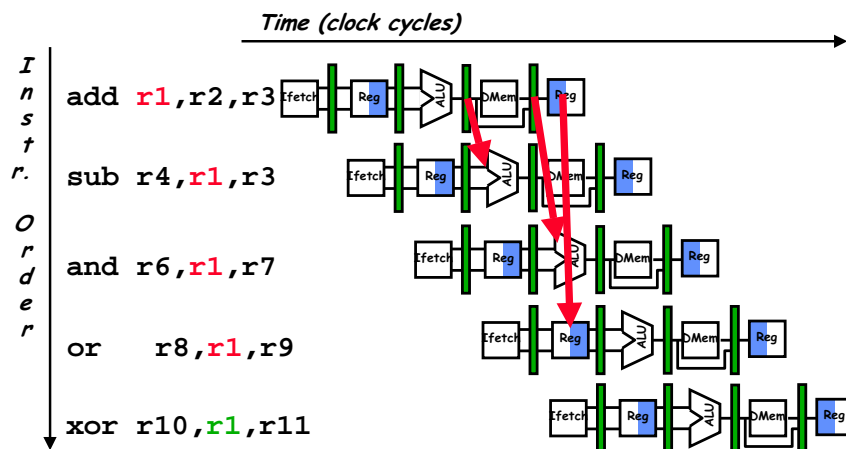 Time (clock cycles)
Instr. Order
add r1,r2,r3 Ifetch Reg ALU DMem Reg
sub r4,r1,r3 Ifetch Reg ALU DMem Reg
and r6,r1,r7 Ifetch Reg ALU DMem Reg
or r8,r1,r9 Ifetch Reg ALU DMem Reg
xor r10,r1,r11 Ifetch Reg ALU DMem Reg